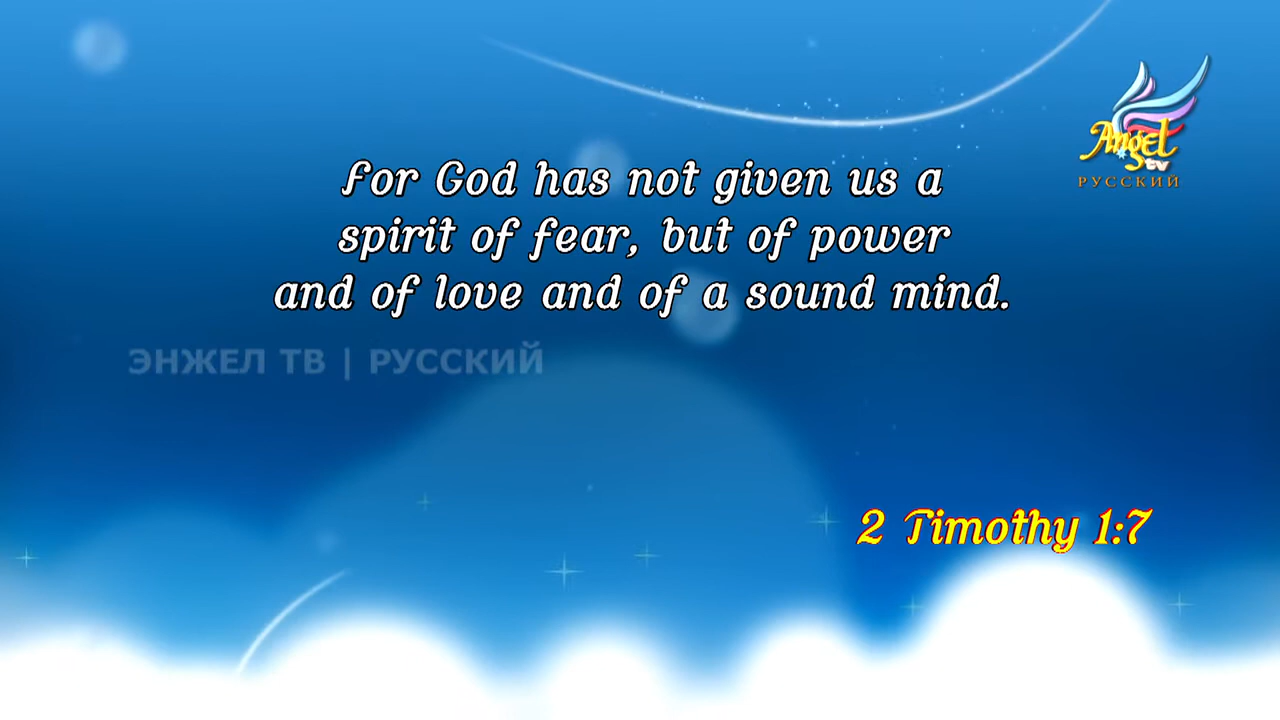 Angel
tv
РУССКИЙ
for God has not given us a
spirit of fear, but of power
and of love and of a sound mind.
ЭНЖЕЛ ТВ | РУССКИЙ
2 Timothy 1:7